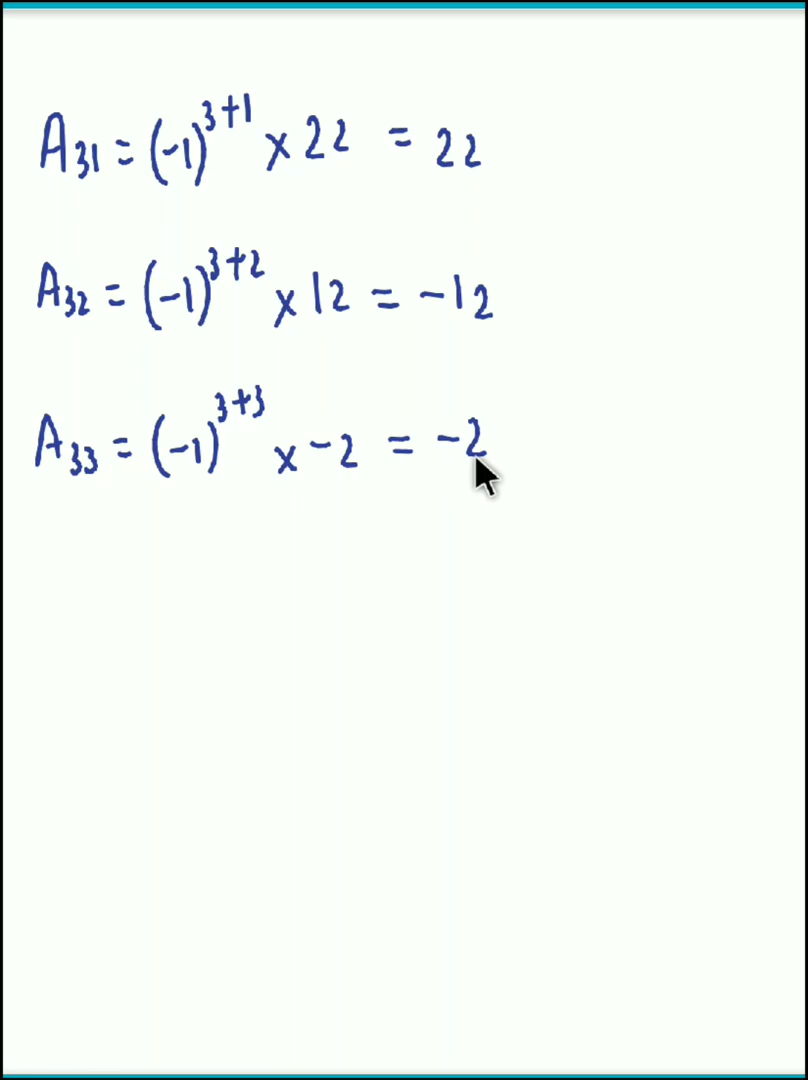 A₃₁ = (-1)³⁺¹ × 22 = 22
A₃₂ = (-1)³⁺² × 12 = -12
A₃₃ = (-1)³⁺³ × -2 = -2